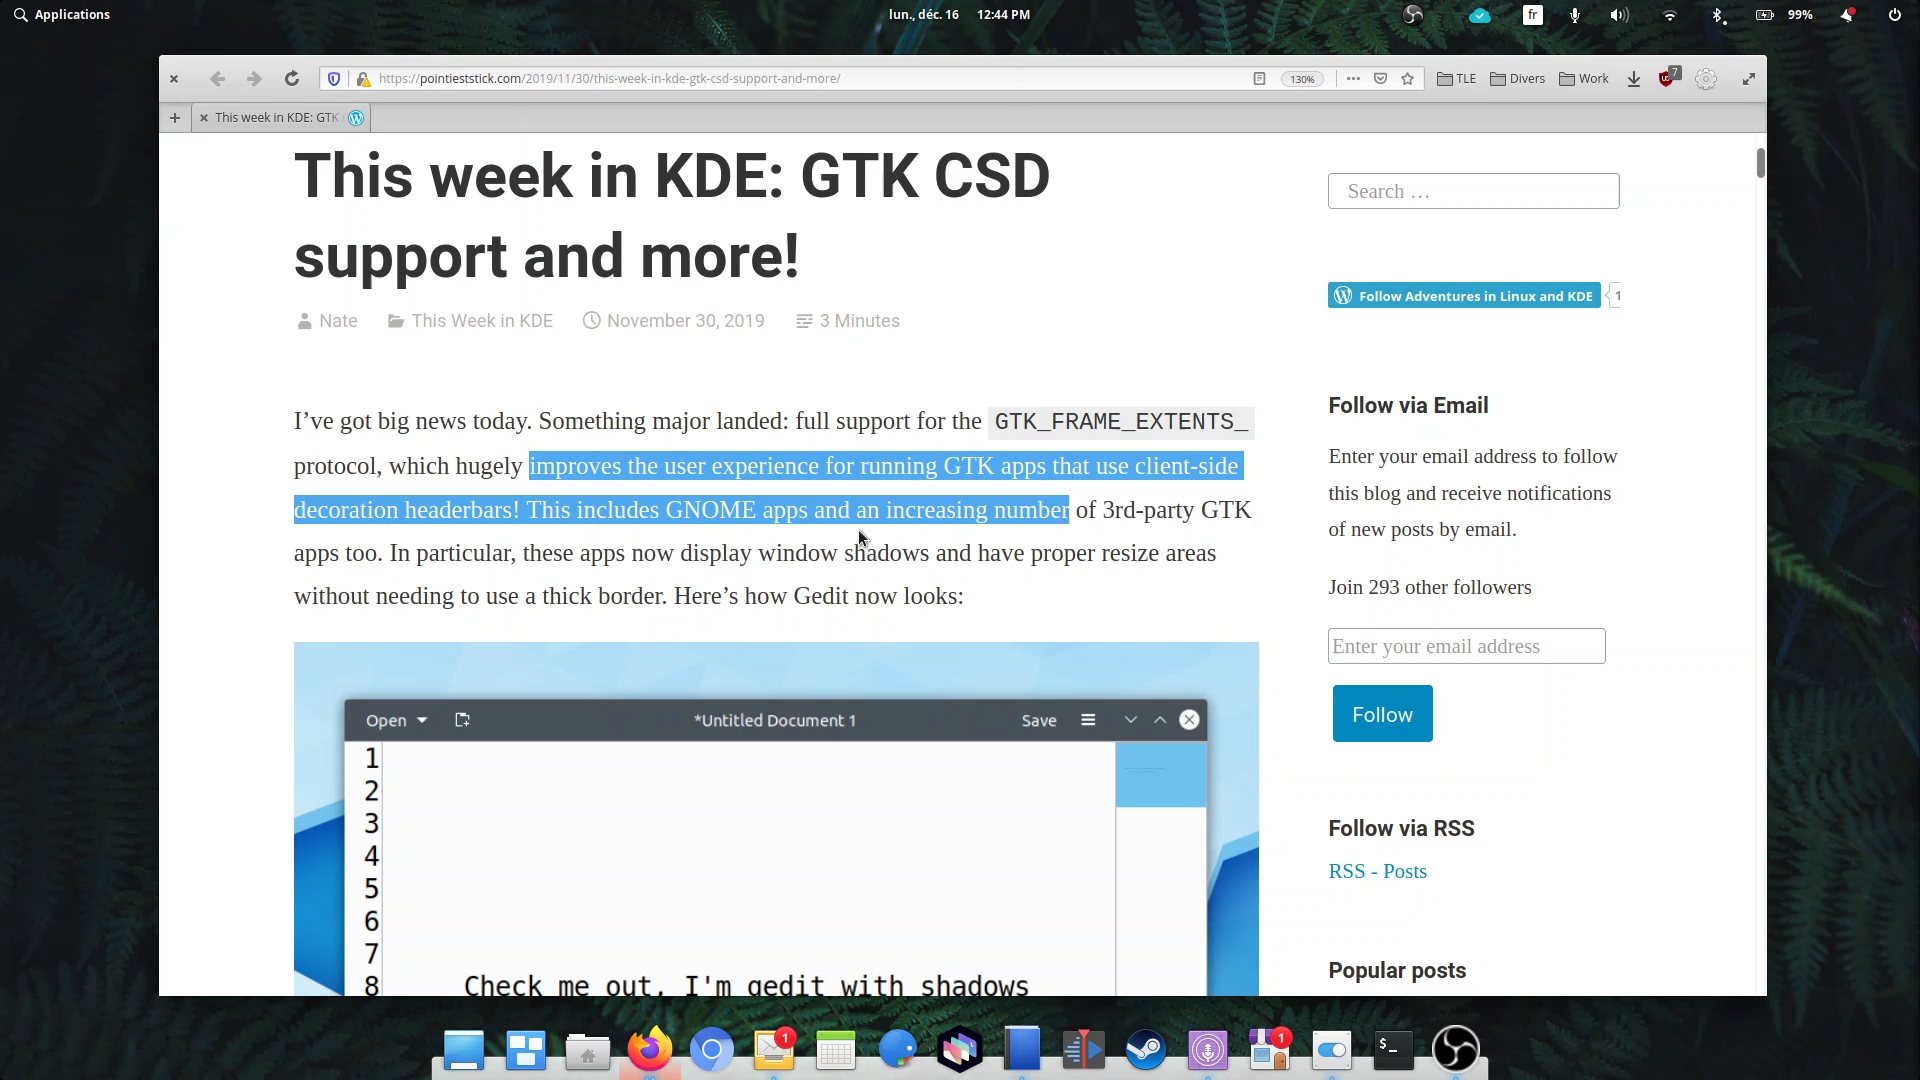 Applications
lun., déc. 16 12:44 PM
fr
99%
https://pointieststick.com/2019/11/30/this-week-in-kde-gtk-csd-support-and-more/
130%
TLE
Divers
Work
7
This week in KDE: GTK
This week in KDE: GTK CSD
support and more!
Nate
This Week in KDE
November 30, 2019
3 Minutes
I’ve got big news today. Something major landed: full support for the GTK_FRAME_EXTENTS_
protocol, which hugely improves the user experience for running GTK apps that use client-side
decoration headerbars! This includes GNOME apps and an increasing number of 3rd-party GTK
apps too. In particular, these apps now display window shadows and have proper resize areas
without needing to use a thick border. Here’s how Gedit now looks:
Open
*Untitled Document 1
Save
1
2
3
4
5
6
7
8
Check me out, I'm gedit with shadows
Search …
Follow Adventures in Linux and KDE
1
Follow via Email
Enter your email address to follow
this blog and receive notifications
of new posts by email.
Join 293 other followers
Enter your email address
Follow
Follow via RSS
RSS - Posts
Popular posts
1
1
$_